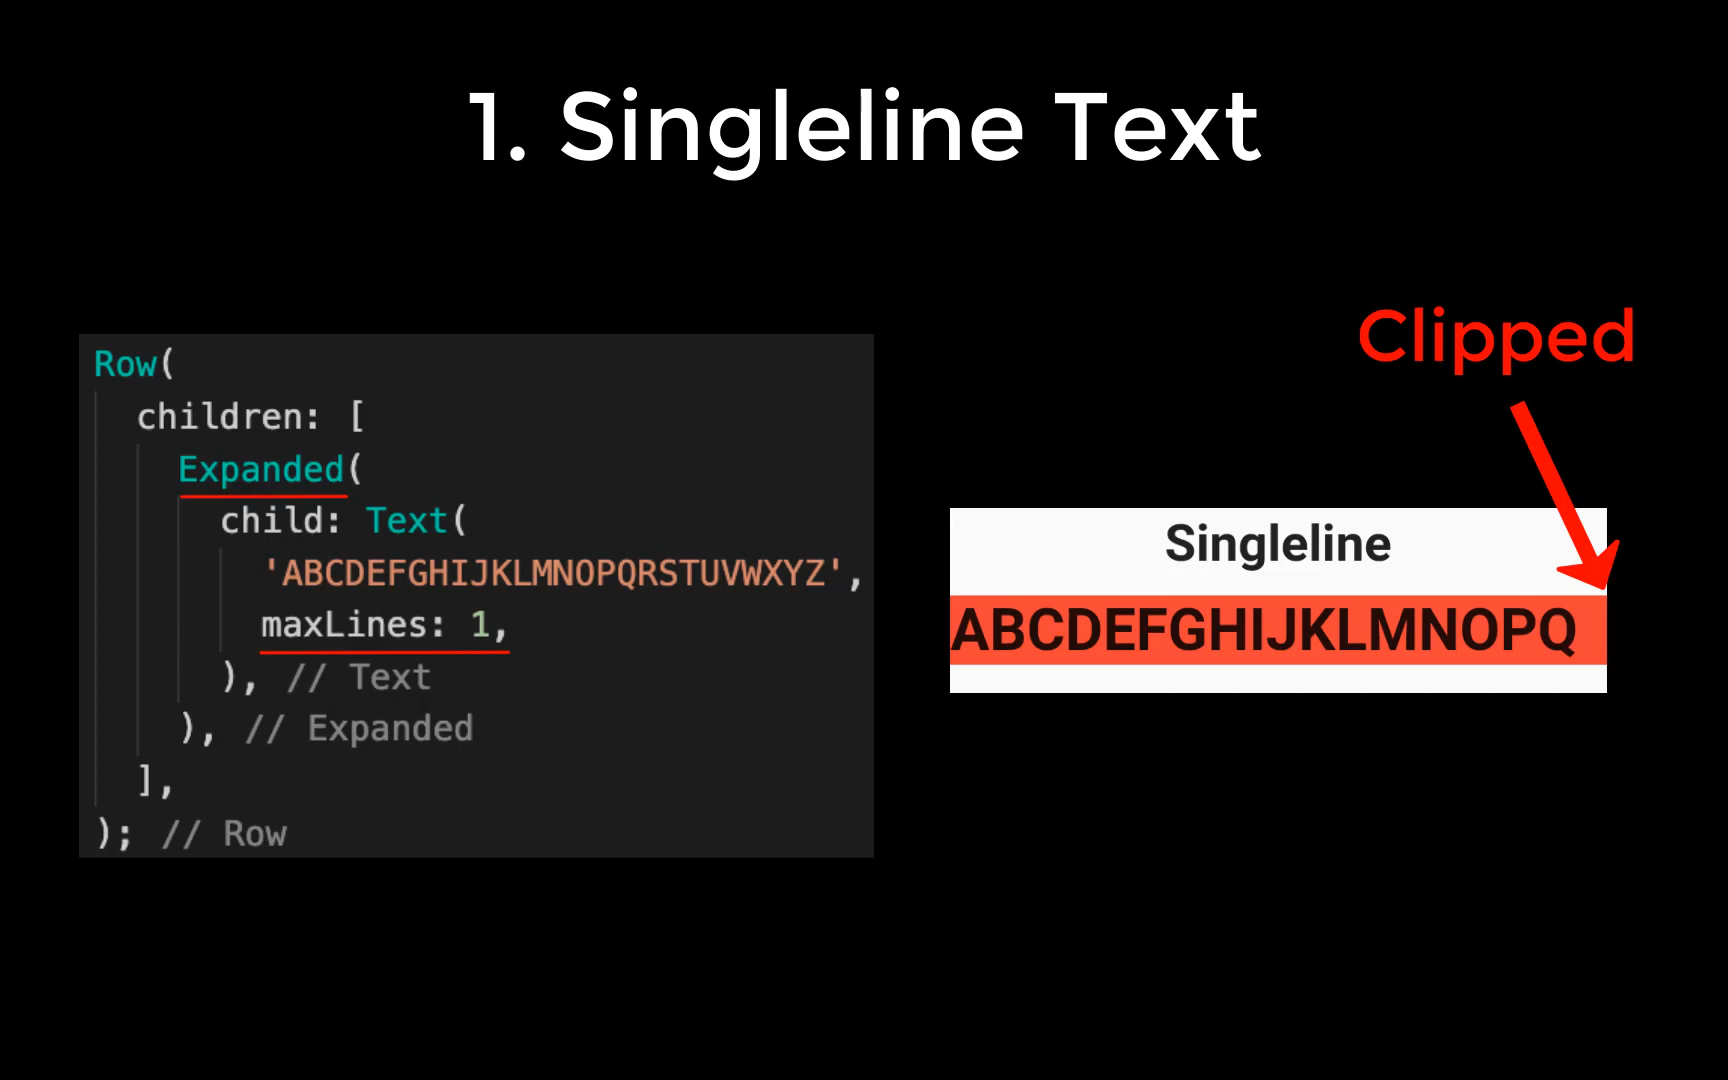 1. Singleline Text
Row(
children: [
Expanded(
child: Text(
'ABCDEFGHIJKLMNOPQRSTUVWXYZ',
maxLines: 1,
), // Text
), // Expanded
],
); // Row
Clipped
Singleline
ABCDEFGHIJKLMNOPQ